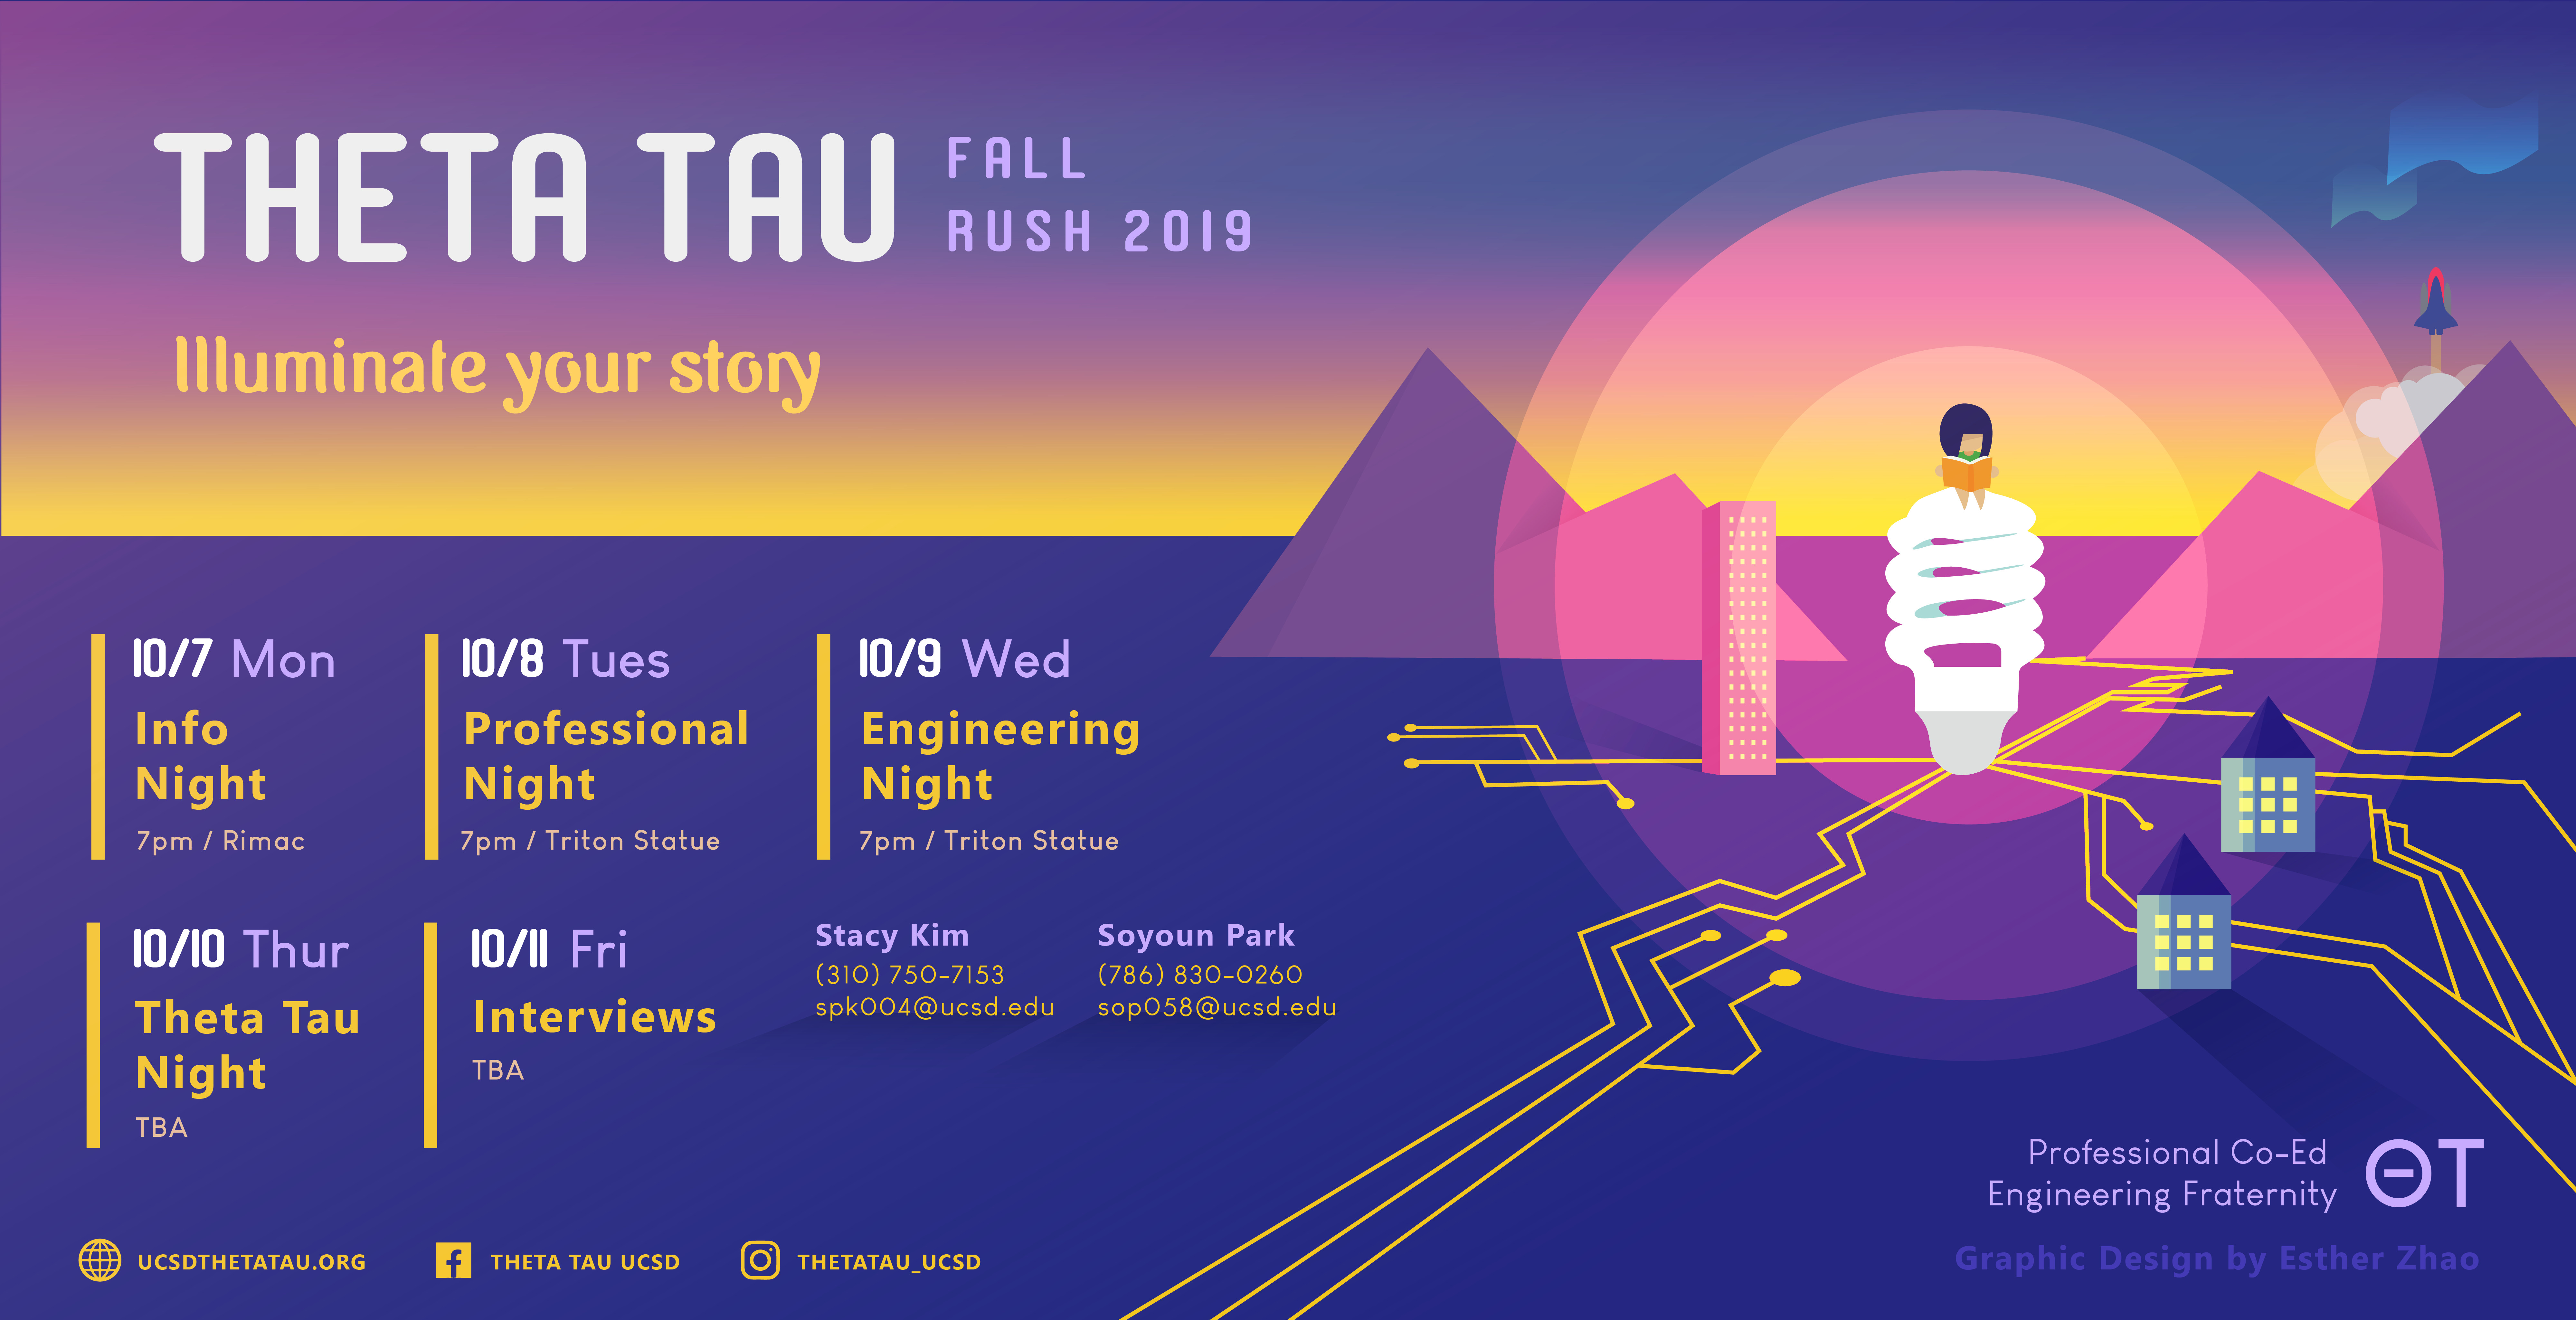 THETA TAU
FALL
RUSH 2019
Illuminate your story
10/7 Mon
Info
Night
7pm / Rimac
10/8 Tues
Professional
Night
7pm / Triton Statue
10/9 Wed
Engineering
Night
7pm / Triton Statue
10/10 Thur
Theta Tau
Night
TBA
10/11 Fri
Interviews
TBA
Stacy Kim
(310) 750-7153
spk004@ucsd.edu
Soyoun Park
(786) 830-0260
sop058@ucsd.edu
UCSDTHETATAU.ORG
THETA TAU UCSD
THETATAU_UCSD
Professional Co-Ed
Engineering Fraternity
ΘΤ
Graphic Design by Esther Zhao